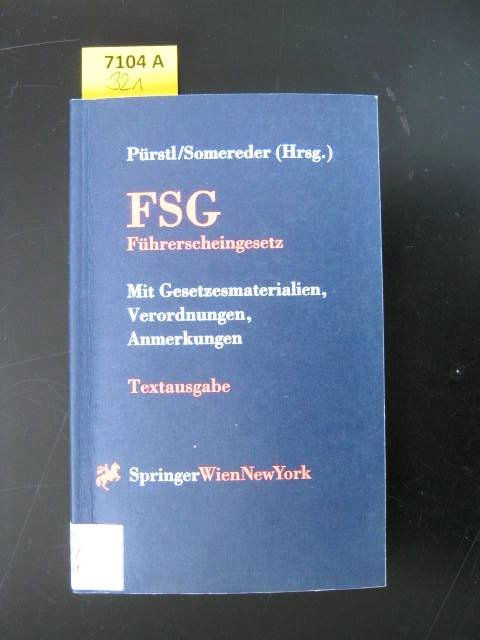 7104 A
321
Pürstl/Somereder (Hrsg.)
FSG
Führerscheingesetz
Mit Gesetzesmaterialien,
Verordnungen,
Anmerkungen
Textausgabe
SpringerWienNewYork